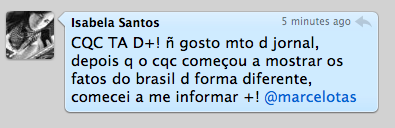 Isabela Santos 5 minutes ago
CQC TA D+! ñ gosto mto d jornal,
depois q o cqc começou a mostrar os
fatos do brasil d forma diferente,
comecei a me informar +! @marcelotas